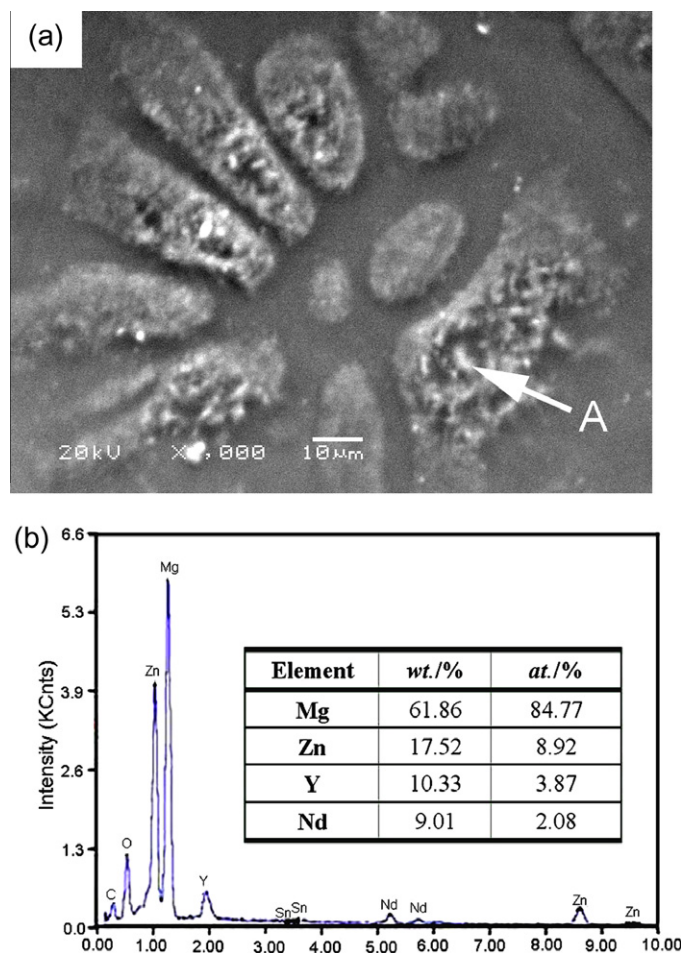 (a)
A
20kV
10μm
(b)
6.6
5.3
3.9
2.6
1.3
0.0
Intensity (KCnts)
Mg
Zn
O
C
Y
Sn Sn
Nd
Nd
Zn
Zn
Element wt./% at./%
Mg 61.86 84.77
Zn 17.52 8.92
Y 10.33 3.87
Nd 9.01 2.08
0.00 1.00 2.00 3.00 4.00 5.00 6.00 7.00 8.00 9.00 10.00